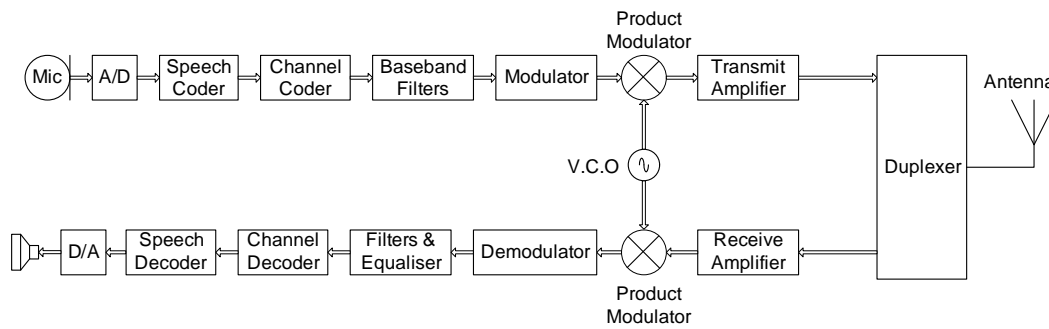 Product
Modulator
Mic
A/D
Speech
Coder
Channel
Coder
Baseband
Filters
Modulator
Transmit
Amplifier
Antenna
V.C.O
Duplexer
D/A
Speech
Decoder
Channel
Decoder
Filters &
Equaliser
Demodulator
Receive
Amplifier
Product
Modulator